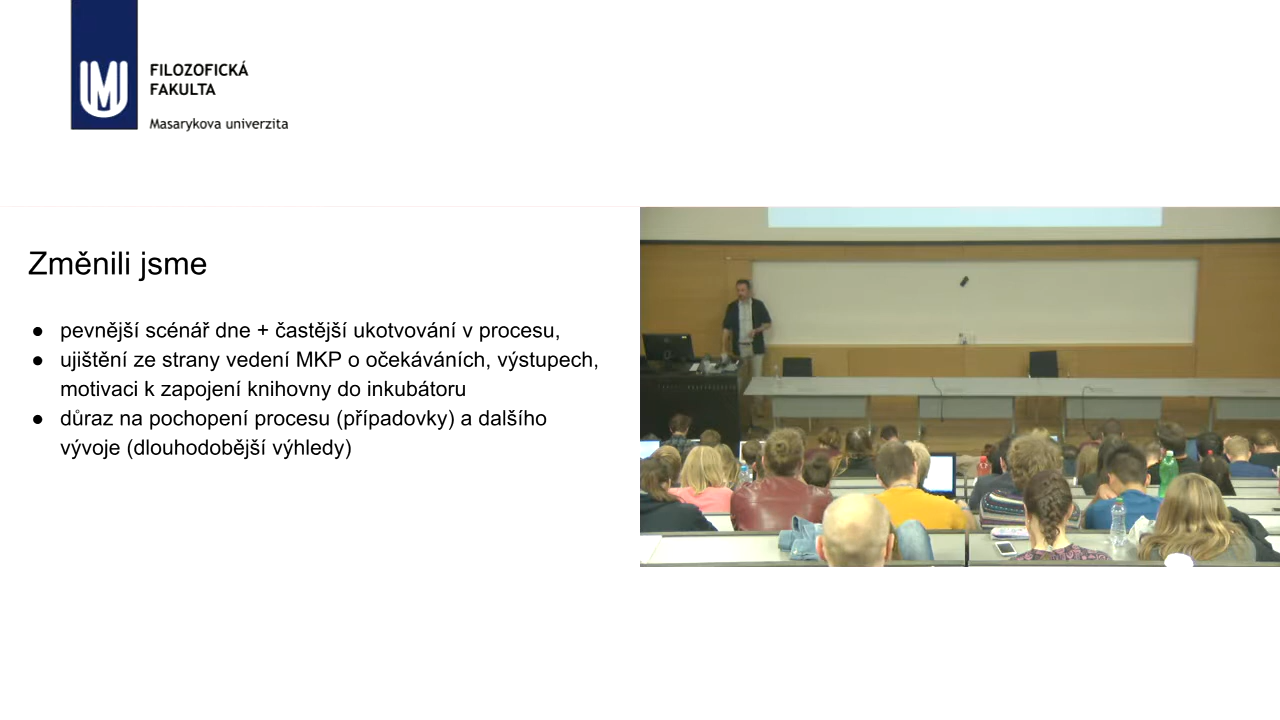 FILOZOFICKÁ
FAKULTA
Masarykova univerzita
Změnili jsme
● pevnější scénář dne + častější ukotvování v procesu,
● ujištění ze strany vedení MKP o očekáváních, výstupech,
motivaci k zapojení knihovny do inkubátoru
● důraz na pochopení procesu (případovky) a dalšího
vývoje (dlouhodobější výhledy)